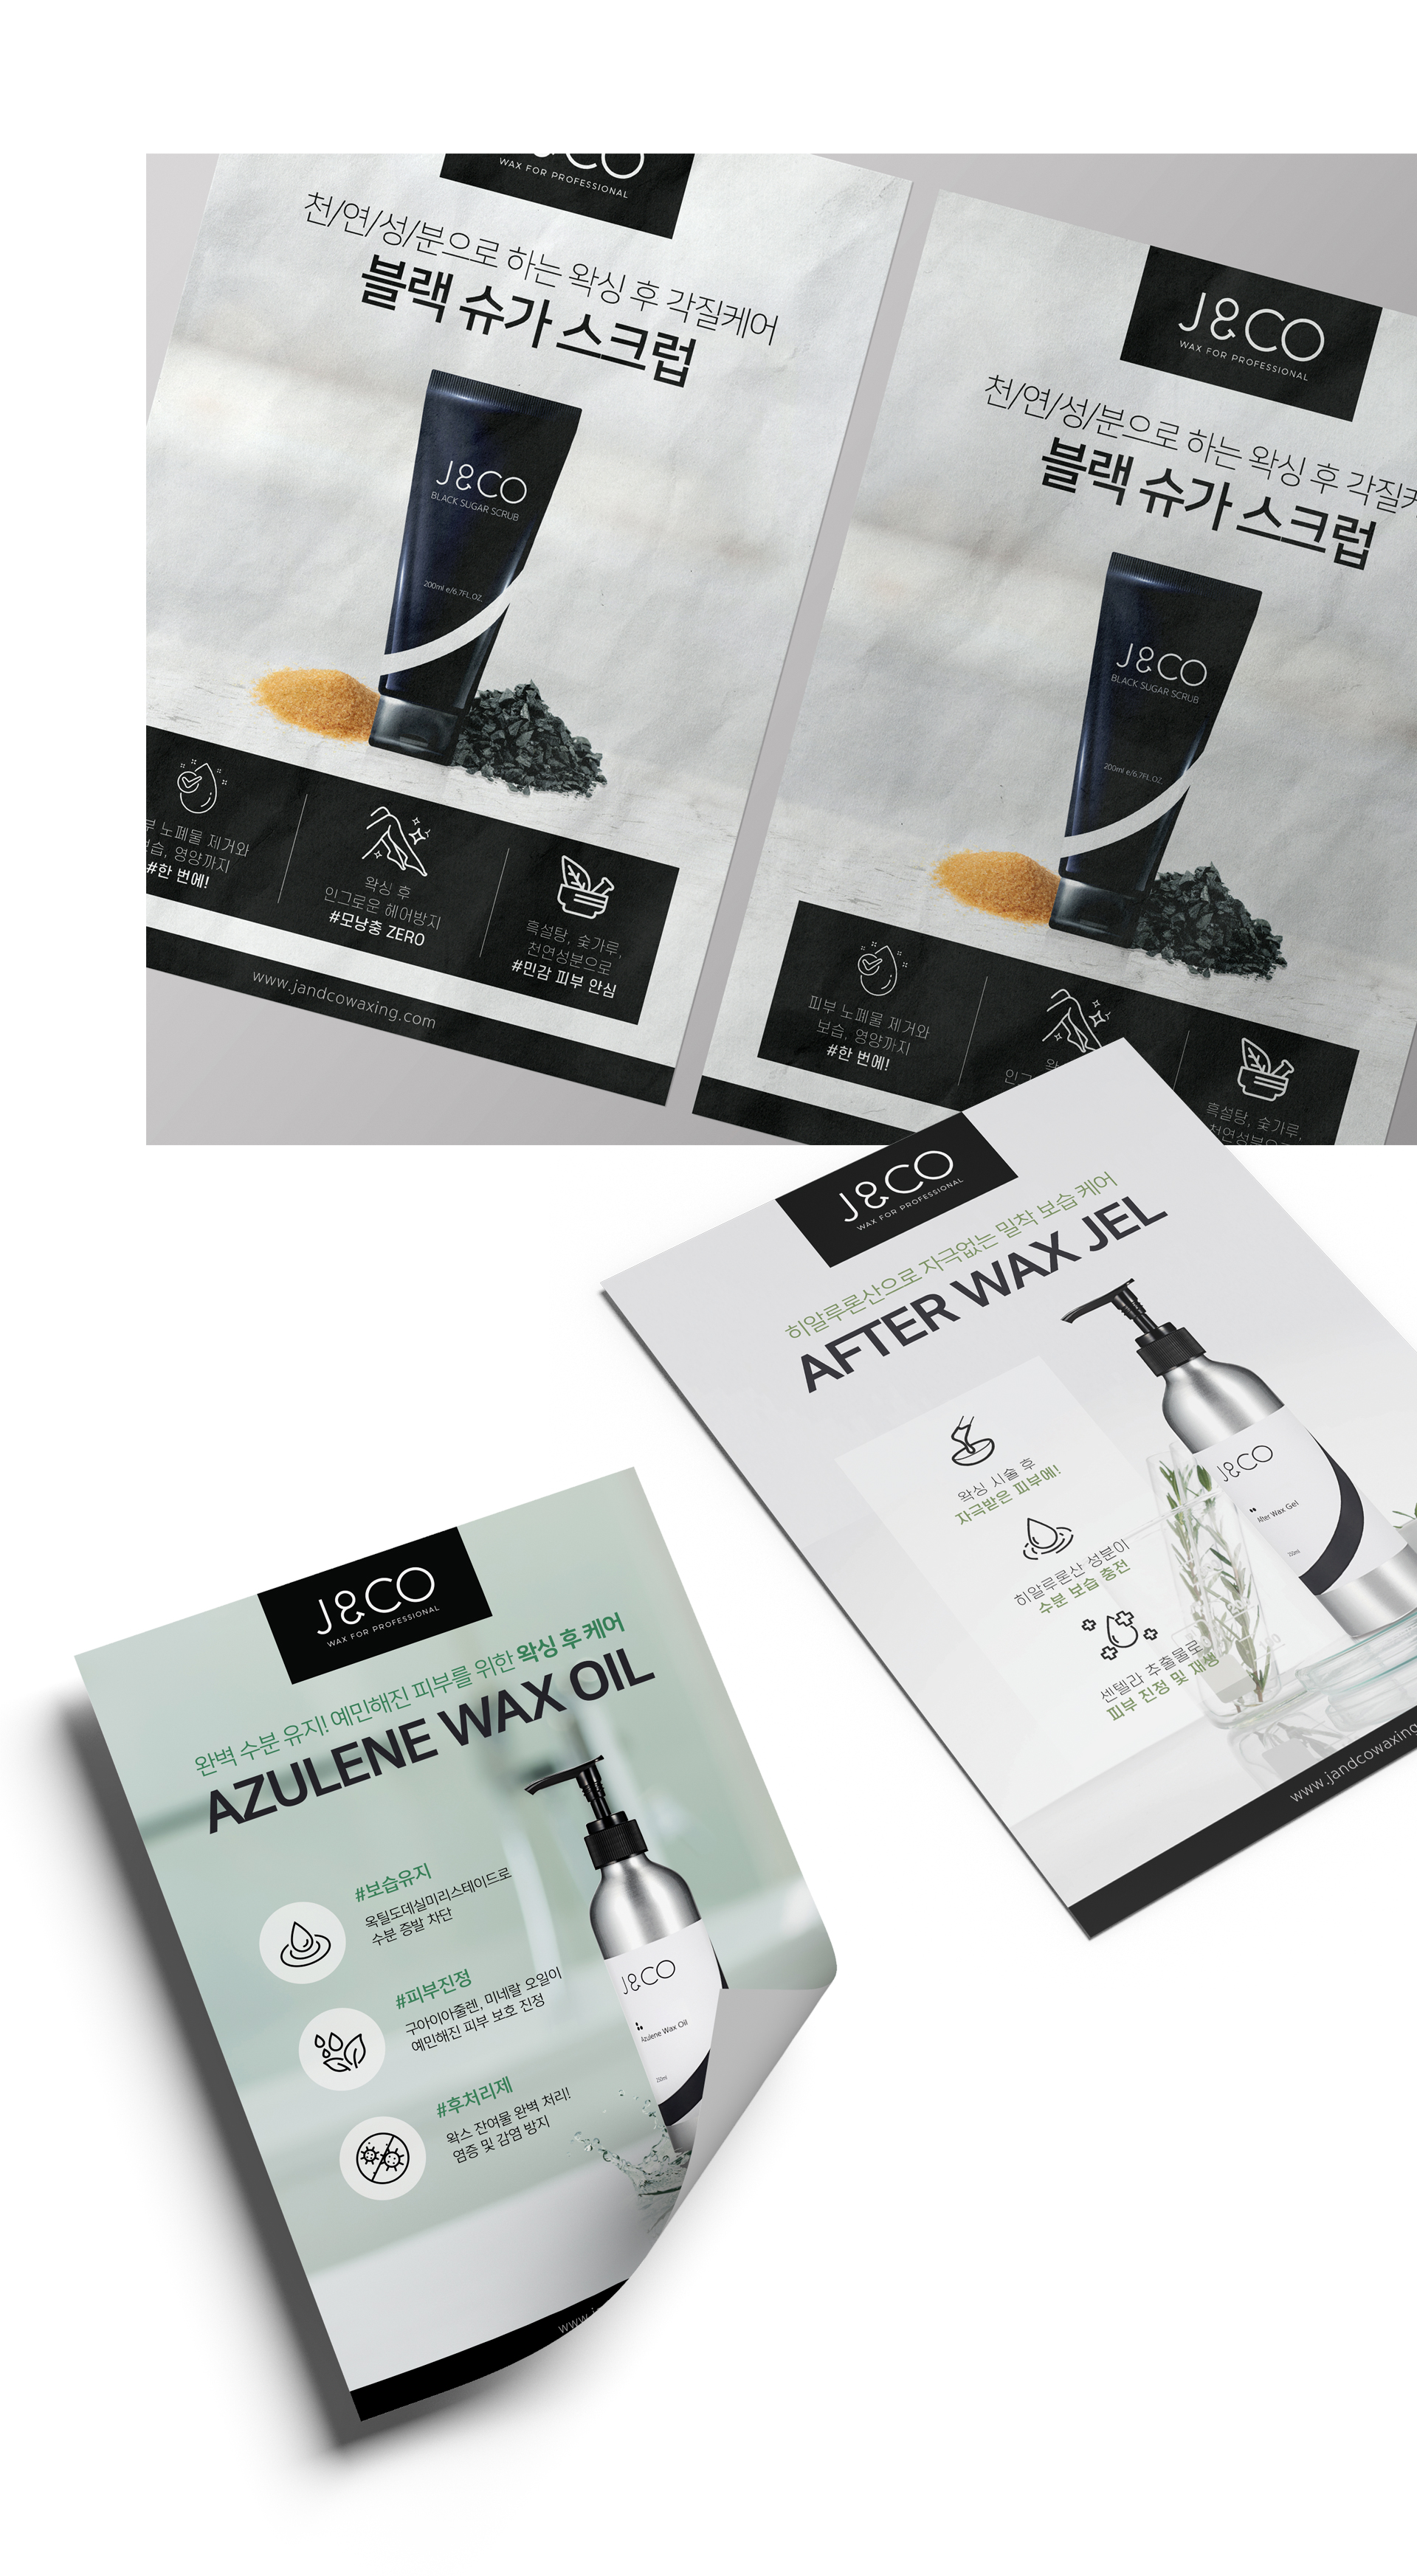 &CO
WAX FOR PROFESSIONAL
천/연/성/분으로 하는 왁싱 후 각질케어
블랙 슈가 스크럽
J&CO
BLACK SUGAR SCRUB
200ml e/6.7FL.OZ.
부 노폐물 제거와
습, 영양까지
#한 번에!
왁싱 후
인그로운 헤어방지
#모낭충 ZERO
흑설탕, 숯가루,
천연성분으로
#민감 피부 안심
www.jandcowaxing.com
J&CO
WAX FOR PROFESSIONAL
천/연/성/분으로 하는 왁싱 후 각질
블랙 슈가 스크럽
J&CO
BLACK SUGAR SCRUB
200ml e/6.7FL.OZ.
피부 노폐물 제거와
보습, 영양까지
#한 번에!
인그
흑설탕, 숯가루,
J&CO
WAX FOR PROFESSIONAL
히알루론산으로 자극없는 밀착 보습 케어
AFTER WAX JEL
왁싱 시술 후
자극받은 피부에!
히알루론산 성분이
수분 보습 충전
센텔라 추출물로
피부 진정 및 재생
J&CO
After Wax Gel
250ml
www.jandcowaxing
J&CO
WAX FOR PROFESSIONAL
완벽 수분 유지! 예민해진 피부를 위한 왁싱 후 케어
AZULENE WAX OIL
#보습유지
옥틸도데실미리스테이드로
수분 증발 차단
#피부진정
구아이아줄렌, 미네랄 오일이
예민해진 피부 보호 진정
#후처리제
왁스 잔여물 완벽 처리!
염증 및 감염 방지
J&CO
Azulene Wax Oil
250ml
www.j